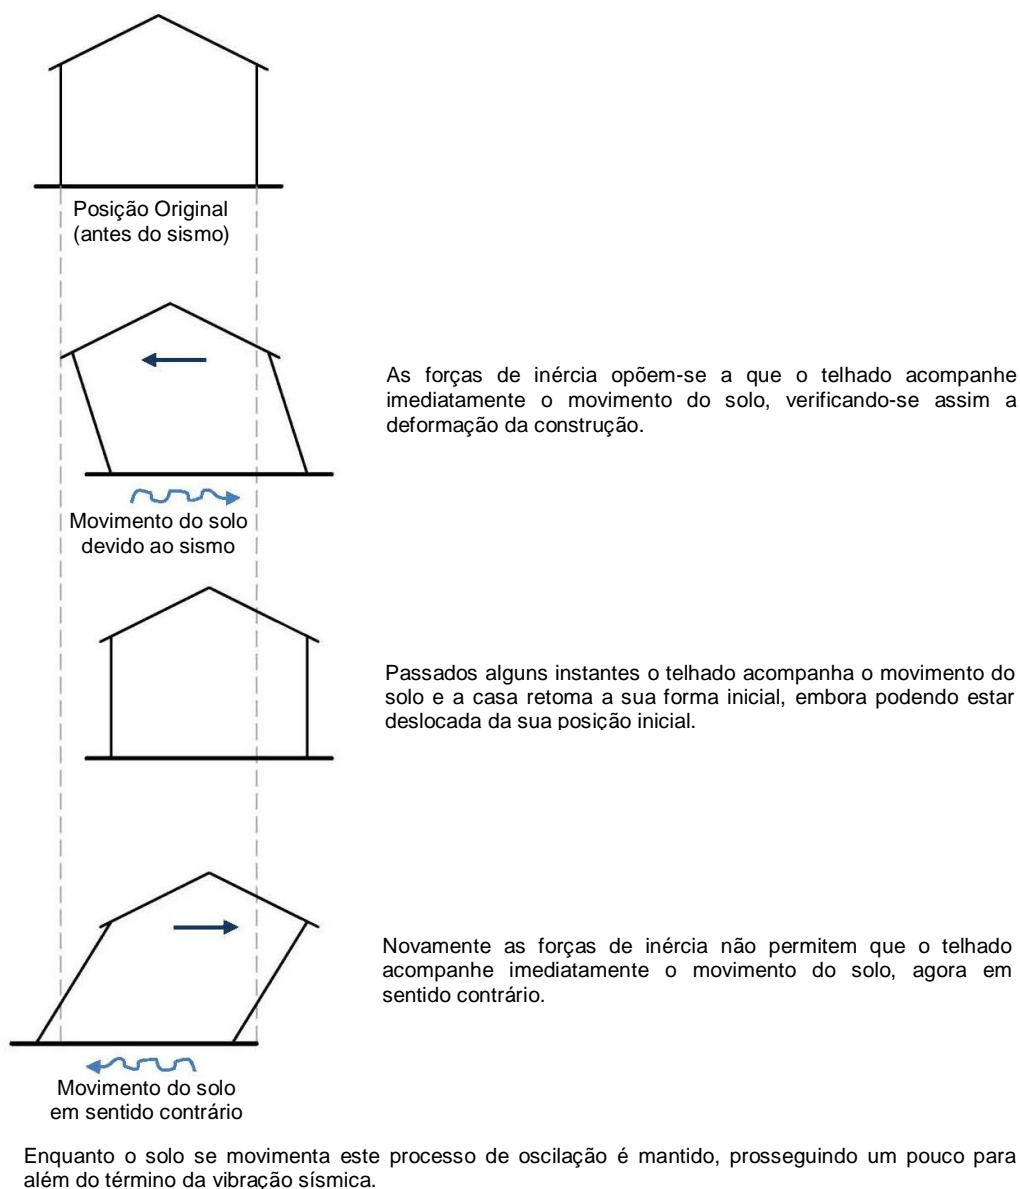 Posição Original
(antes do sismo)
As forças de inércia opõem-se a que o telhado acompanhe
imediatamente o movimento do solo, verificando-se assim a
deformação da construção.
Movimento do solo
devido ao sismo
Passados alguns instantes o telhado acompanha o movimento do
solo e a casa retoma a sua forma inicial, embora podendo estar
deslocada da sua posição inicial.
Novamente as forças de inércia não permitem que o telhado
acompanhe imediatamente o movimento do solo, agora em
sentido contrário.
Movimento do solo
em sentido contrário
Enquanto o solo se movimenta este processo de oscilação é mantido, prosseguindo um pouco para
além do término da vibração sísmica.